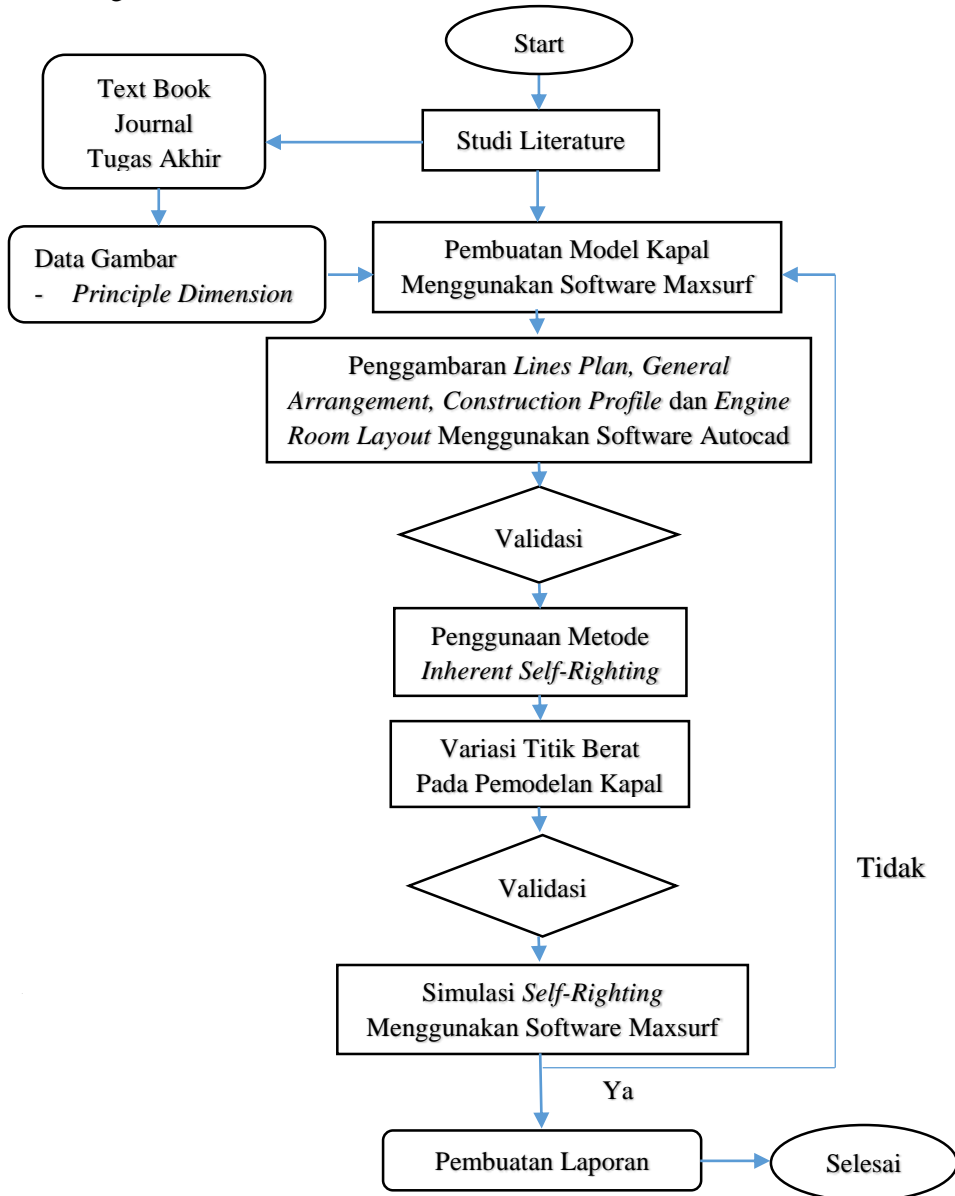 Start
Text Book
Journal
Tugas Akhir
Studi Literature
Data Gambar
- Principle Dimension
Pembuatan Model Kapal
Menggunakan Software Maxsurf
Penggambaran Lines Plan, General
Arrangement, Construction Profile dan Engine
Room Layout Menggunakan Software Autocad
Validasi
Penggunaan Metode
Inherent Self-Righting
Variasi Titik Berat
Pada Pemodelan Kapal
Validasi
Tidak
Simulasi Self-Righting
Menggunakan Software Maxsurf
Ya
Pembuatan Laporan
Selesai